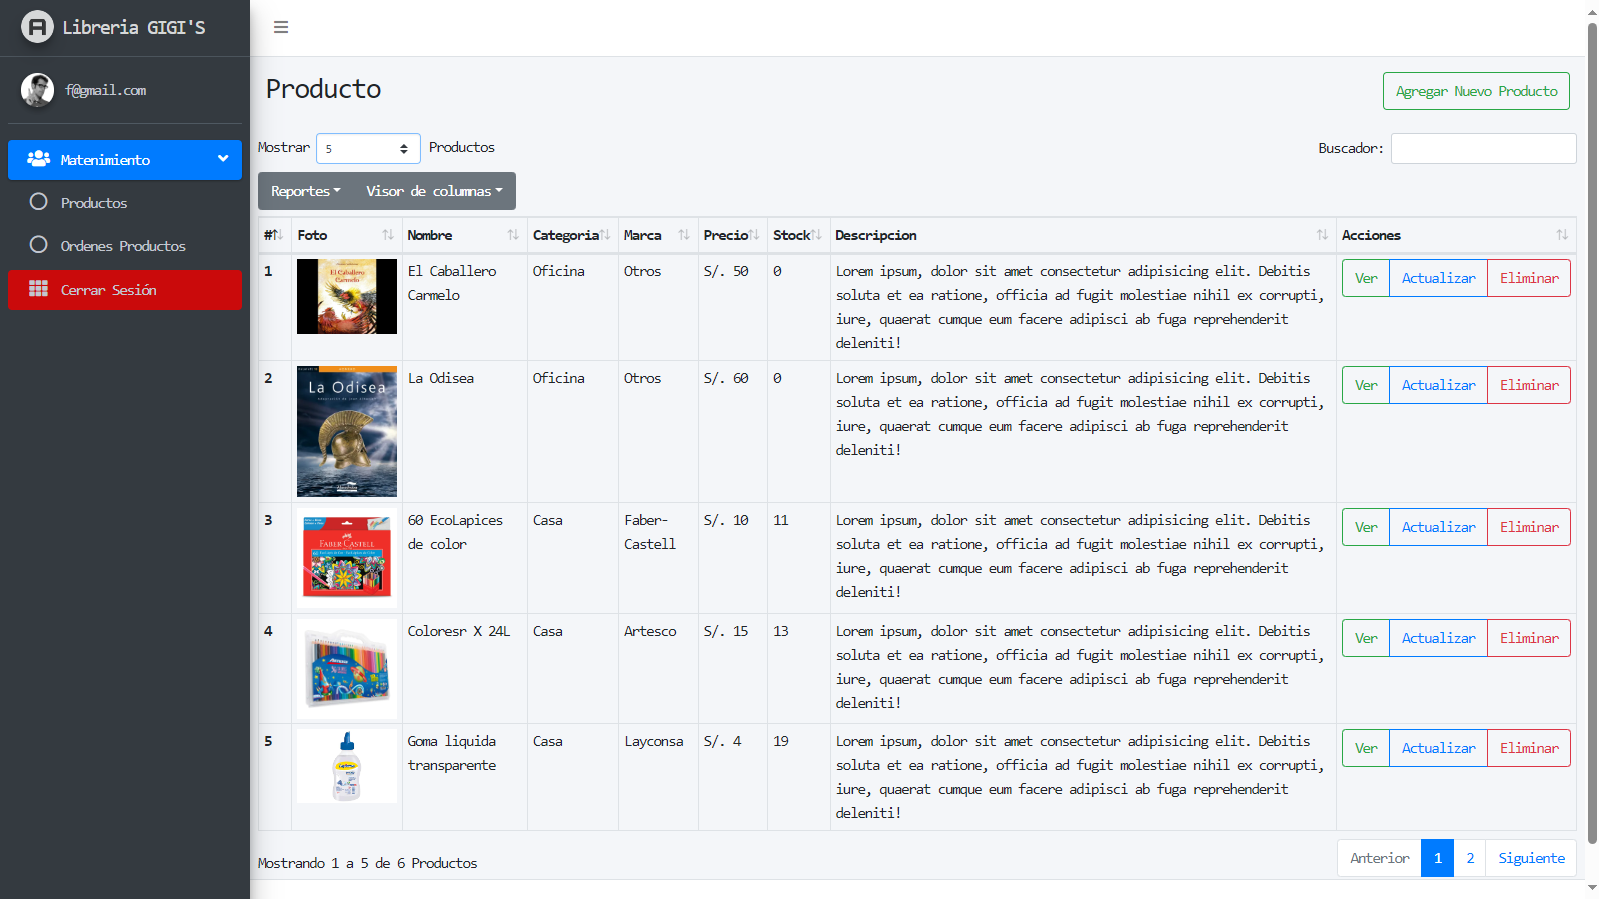 Libreria GIGI'S
f@gmail.com
Matenimiento
Productos
Ordenes Productos
Cerrar Sesión
Producto
Agregar Nuevo Producto
Mostrar 5 Productos
Buscador:
Reportes Visor de columnas
# Foto Nombre Categoria Marca Precio Stock Descripcion Acciones
1 El Caballero Carmelo El Caballero Oficina Otros S/. 50 0 Lorem ipsum, dolor sit amet consectetur adipisicing elit. Debitis Ver Actualizar Eliminar
Carmelo soluta et ea ratione, officia ad fugit molestiae nihil ex corrupti,
iure, quaerat cumque eum facere adipisci ab fuga reprehenderit
deleniti!
2 La Odisea La Odisea Oficina Otros S/. 60 0 Lorem ipsum, dolor sit amet consectetur adipisicing elit. Debitis Ver Actualizar Eliminar
soluta et ea ratione, officia ad fugit molestiae nihil ex corrupti,
iure, quaerat cumque eum facere adipisci ab fuga reprehenderit
deleniti!
3 FABER CASTELL 60 EcoLapices Casa Faber- S/. 10 11 Lorem ipsum, dolor sit amet consectetur adipisicing elit. Debitis Ver Actualizar Eliminar
de color Castell soluta et ea ratione, officia ad fugit molestiae nihil ex corrupti,
iure, quaerat cumque eum facere adipisci ab fuga reprehenderit
deleniti!
4 Coloresr X 24L Casa Artesco S/. 15 13 Lorem ipsum, dolor sit amet consectetur adipisicing elit. Debitis Ver Actualizar Eliminar
soluta et ea ratione, officia ad fugit molestiae nihil ex corrupti,
iure, quaerat cumque eum facere adipisci ab fuga reprehenderit
deleniti!
5 Goma liquida Casa Layconsa S/. 4 19 Lorem ipsum, dolor sit amet consectetur adipisicing elit. Debitis Ver Actualizar Eliminar
transparente soluta et ea ratione, officia ad fugit molestiae nihil ex corrupti,
iure, quaerat cumque eum facere adipisci ab fuga reprehenderit
deleniti!
Mostrando 1 a 5 de 6 Productos
Anterior 1 2 Siguiente